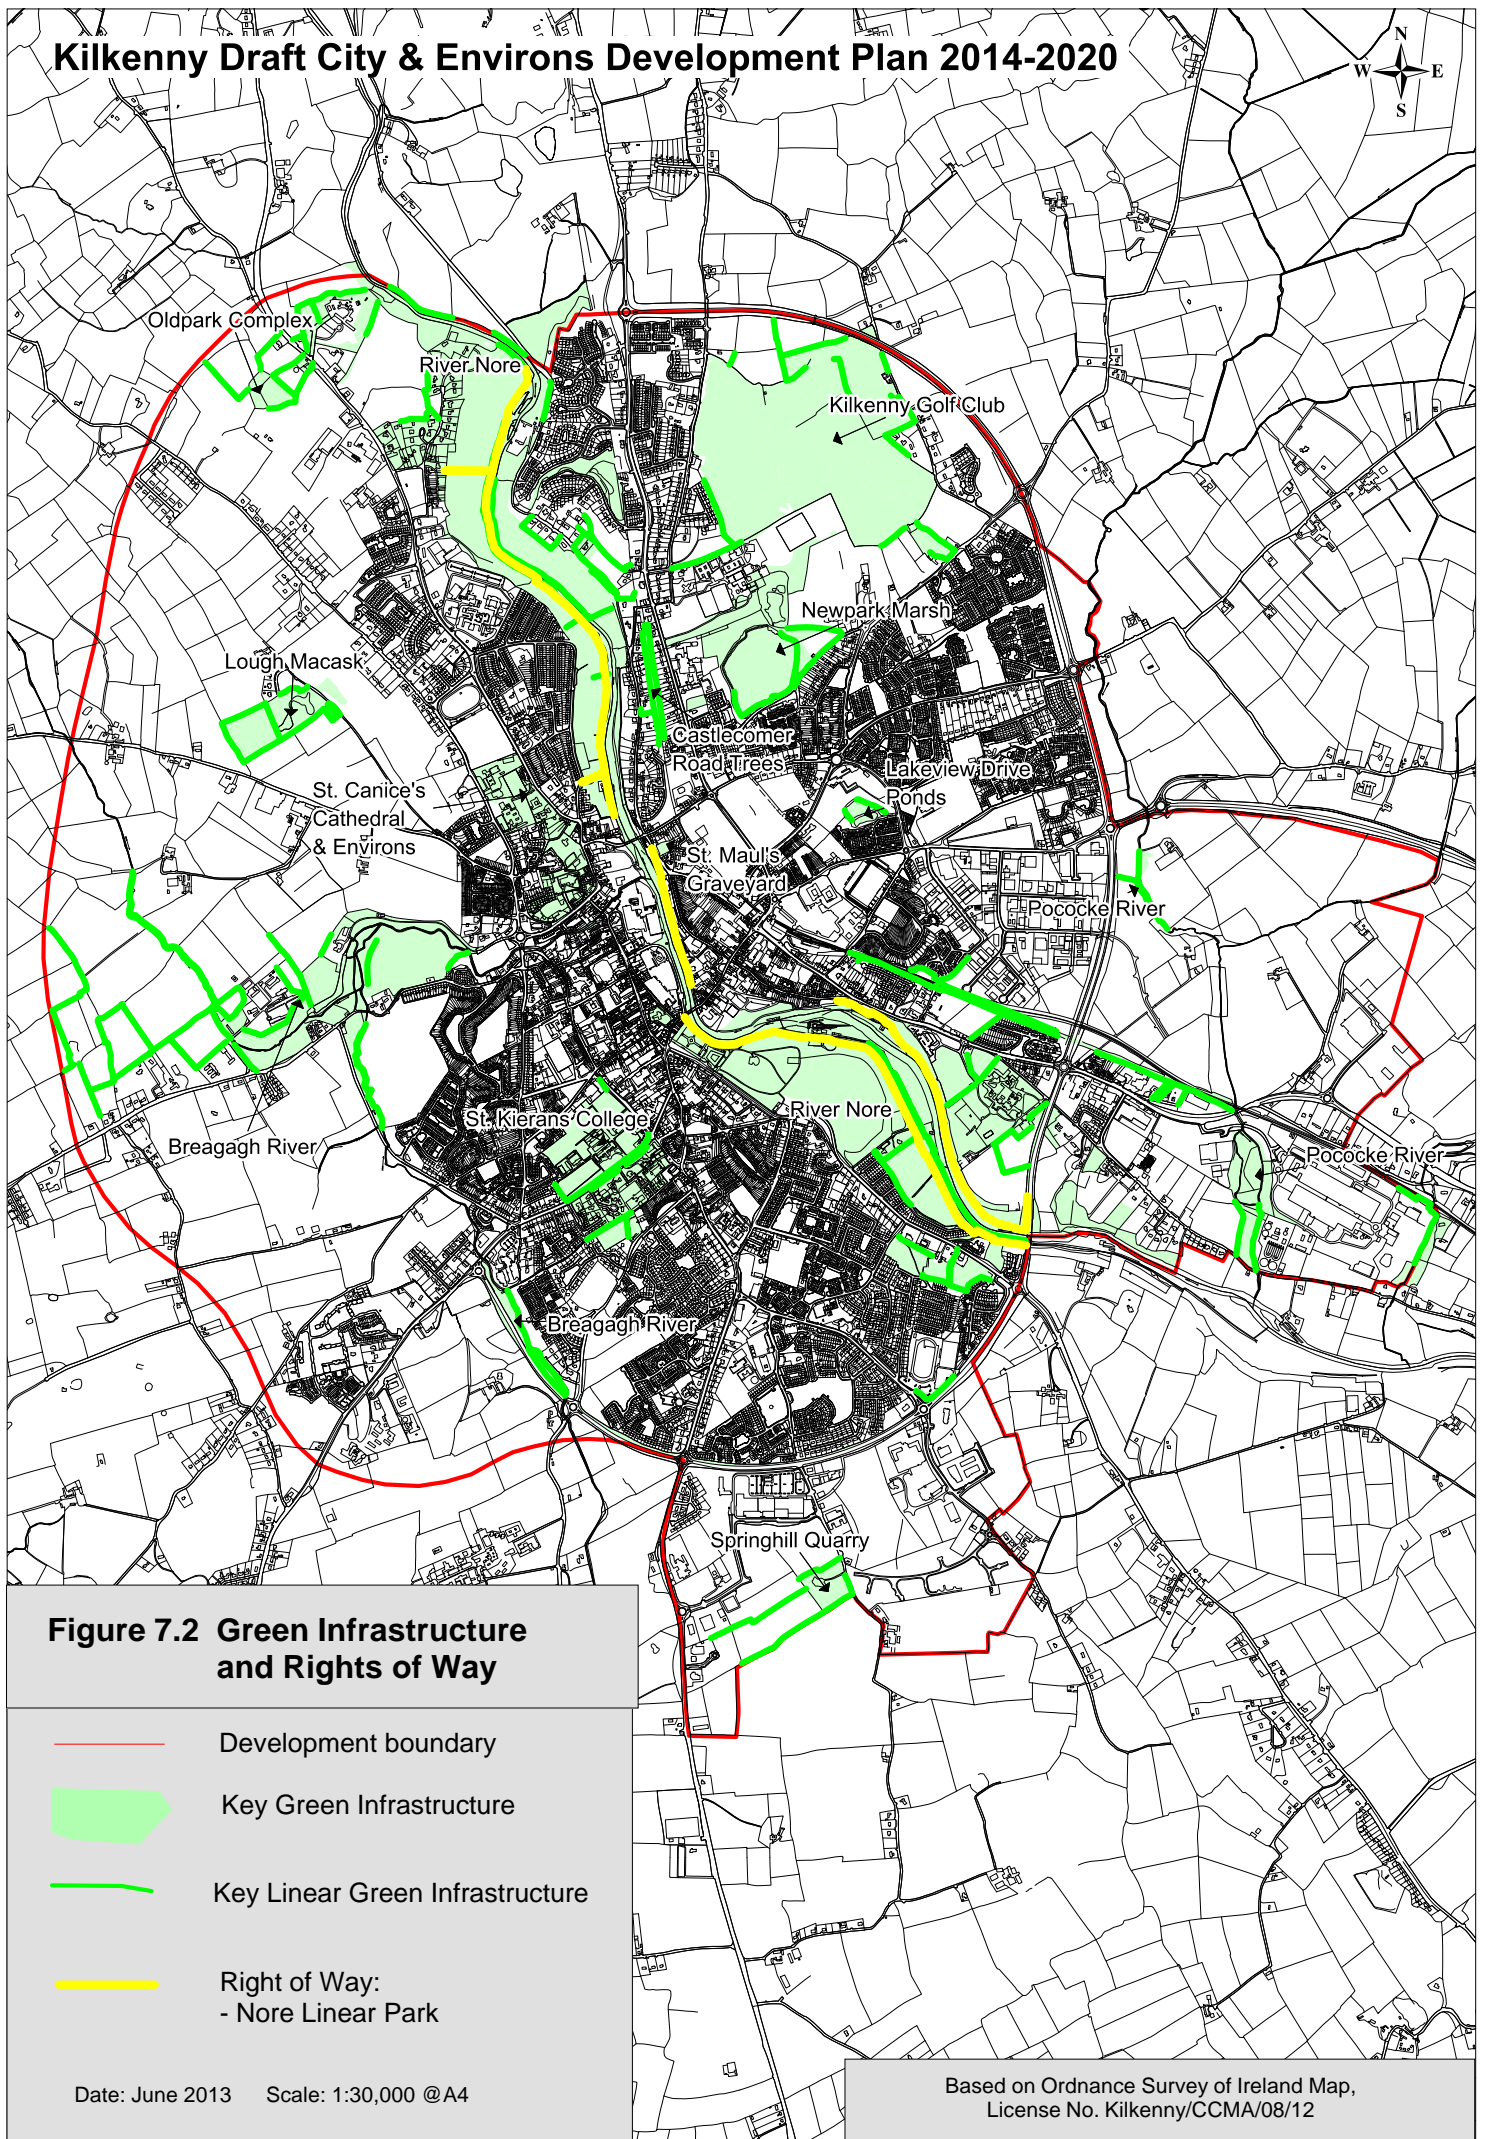 Kilkenny Draft City & Environs Development Plan 2014-2020
N
W E
S
Oldpark Complex
River Nore
Kilkenny Golf Club
Newpark Marsh
Lough Macask
Castlecomer
Road Trees
Lakeview Drive
Ponds
St. Canice's
Cathedral
& Environs
St. Maul's
Graveyard
Pococke River
River Nore
St. Kierans College
Breagagh River
Pococke River
Breagagh River
Springhill Quarry
Figure 7.2 Green Infrastructure
and Rights of Way
Development boundary
Key Green Infrastructure
Key Linear Green Infrastructure
Right of Way:
- Nore Linear Park
Date: June 2013 Scale: 1:30,000 @A4
Based on Ordnance Survey of Ireland Map,
License No. Kilkenny/CCMA/08/12